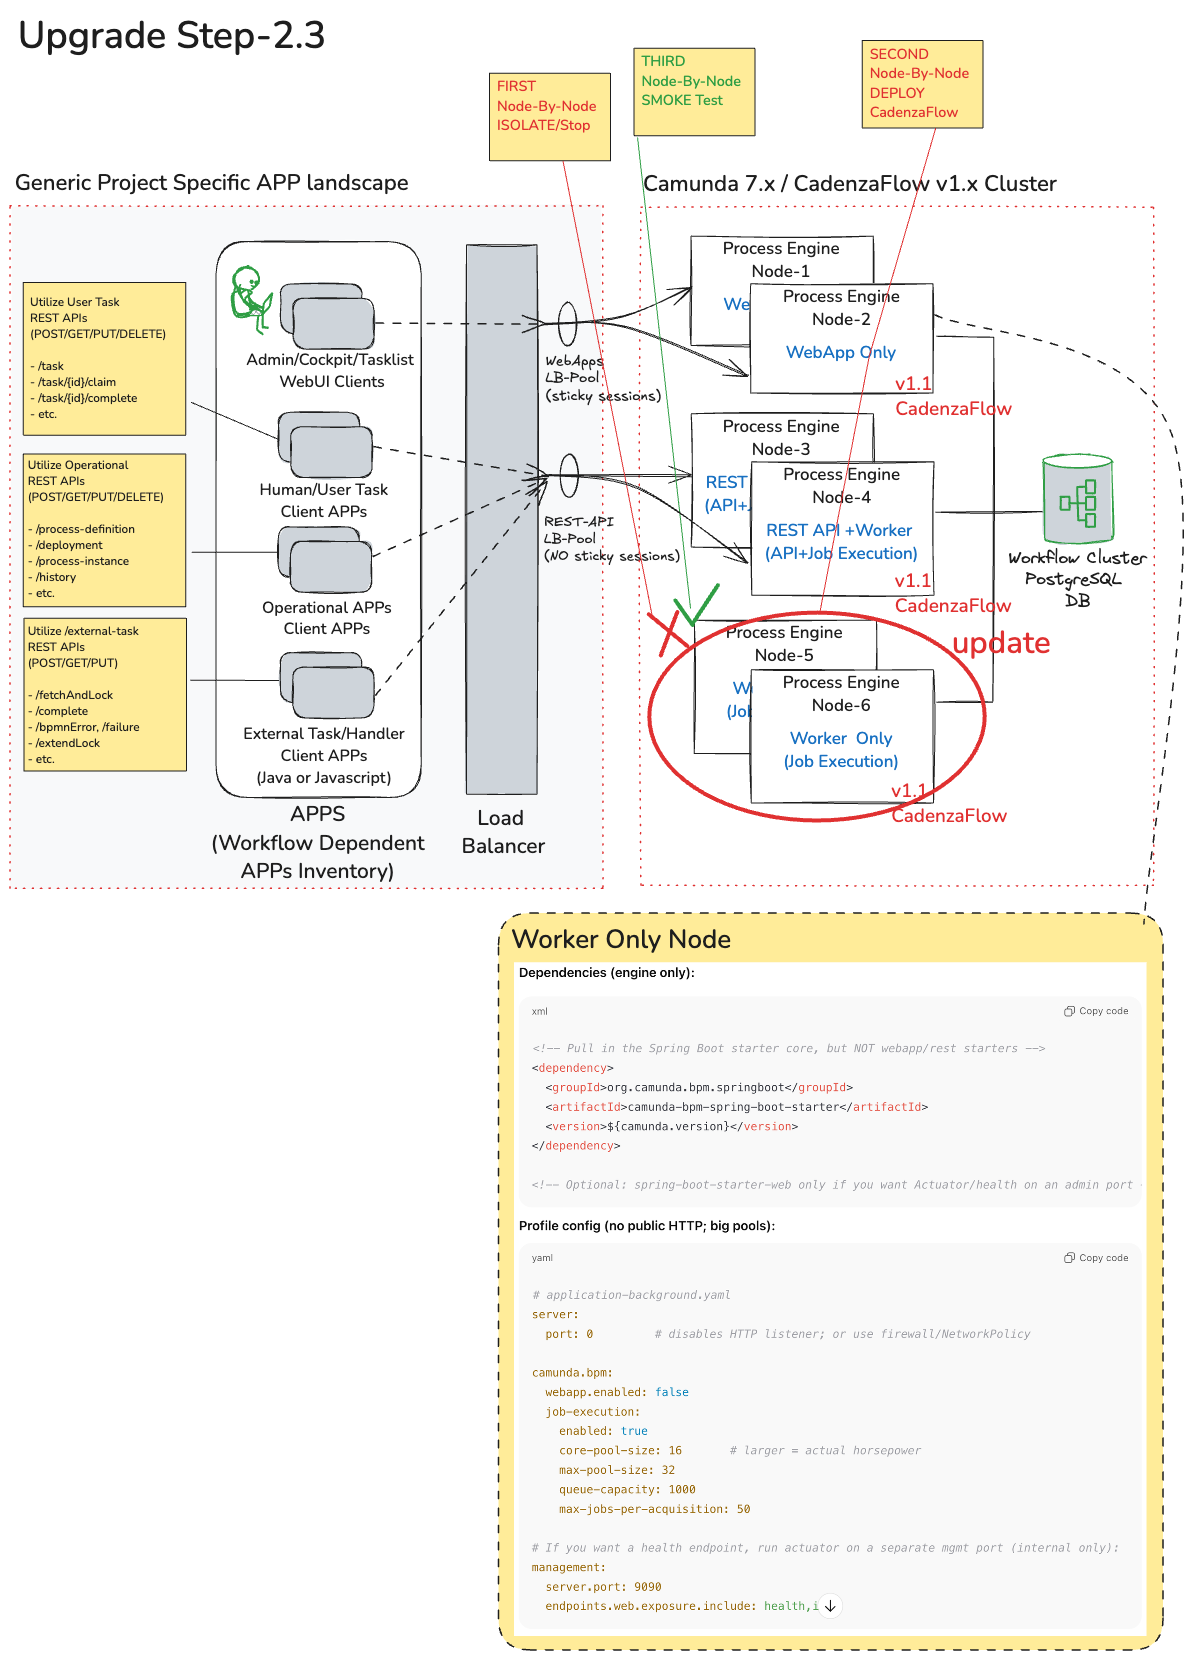 Upgrade Step-2.3
FIRST
Node-By-Node
ISOLATE/Stop
THIRD
Node-By-Node
SMOKE Test
SECOND
Node-By-Node
DEPLOY
CadenzaFlow
Generic Project Specific APP landscape
Camunda 7.x / CadenzaFlow v1.x Cluster
Utilize User Task
REST APIs
(POST/GET/PUT/DELETE)
- /task
- /task/{id}/claim
- /task/{id}/complete
- etc.
Utilize Operational
REST APIs
(POST/GET/PUT/DELETE)
- /process-definition
- /deployment
- /process-instance
- /history
- etc.
Utilize /external-task
REST APIs
(POST/GET/PUT)
- /fetchAndLock
- /complete
- /bpmnError, /failure
- /extendLock
- etc.
Admin/Cockpit/Tasklist
WebUI Clients
Human/User Task
Client APPs
Operational APPs
Client APPs
External Task/Handler
Client APPs
(Java or Javascript)
APPS
(Workflow Dependent
APPs Inventory)
Load
Balancer
WebApps
LB-Pool
(sticky sessions)
REST-API
LB-Pool
(NO sticky sessions)
Process Engine
Node-1
We
Process Engine
Node-2
WebApp Only
v1.1
CadenzaFlow
Process Engine
Node-3
REST
(API+J
Process Engine
Node-4
REST API +Worker
(API+Job Execution)
v1.1
CadenzaFlow
Process Engine
Node-5
W
(Job
Process Engine
Node-6
Worker Only
(Job Execution)
v1.1
CadenzaFlow
update
Workflow Cluster
PostgreSQL
DB
Worker Only Node
Dependencies (engine only):
xml
Copy code
<!-- Pull in the Spring Boot starter core, but NOT webapp/rest starters -->
<dependency>
<groupId>org.camunda.bpm.springboot</groupId>
<artifactId>camunda-bpm-spring-boot-starter</artifactId>
<version>${camunda.version}</version>
</dependency>
<!-- Optional: spring-boot-starter-web only if you want Actuator/health on an admin port
Profile config (no public HTTP; big pools):
yaml
Copy code
# application-background.yaml
server:
port: 0 # disables HTTP listener; or use firewall/NetworkPolicy
camunda.bpm:
webapp.enabled: false
job-execution:
enabled: true
core-pool-size: 16 # larger = actual horsepower
max-pool-size: 32
queue-capacity: 1000
max-jobs-per-acquisition: 50
# If you want a health endpoint, run actuator on a separate mgmt port (internal only):
management:
server.port: 9090
endpoints.web.exposure.include: health,i